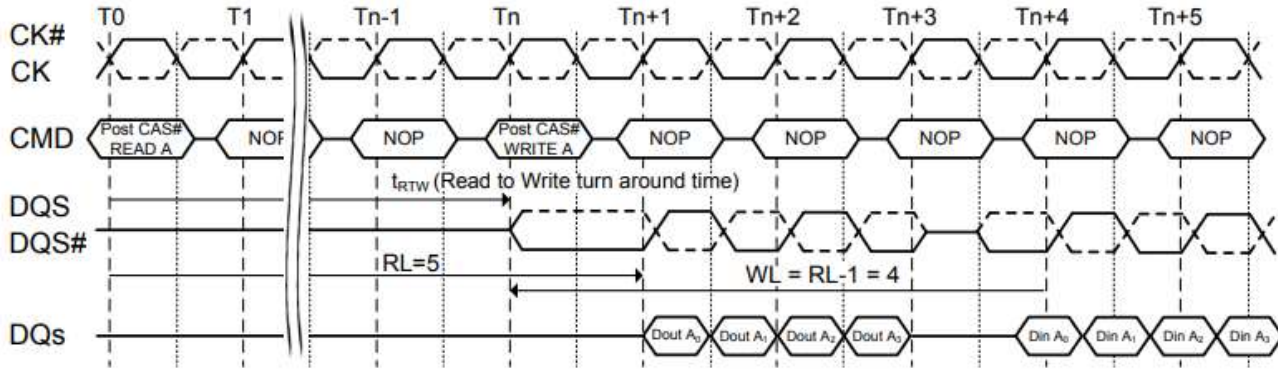 T0 T1 Tn-1 Tn Tn+1 Tn+2 Tn+3 Tn+4 Tn+5
CK#
CK
CMD
Post CAS#
READ A
NOP
NOP
Post CAS#
WRITE A
NOP
NOP
NOP
NOP
NOP
tRTW (Read to Write turn around time)
DQS
DQS#
RL=5
WL = RL-1 = 4
DQs
Dout A0
Dout A1
Dout A2
Dout A3
Din A0
Din A1
Din A2
Din A3